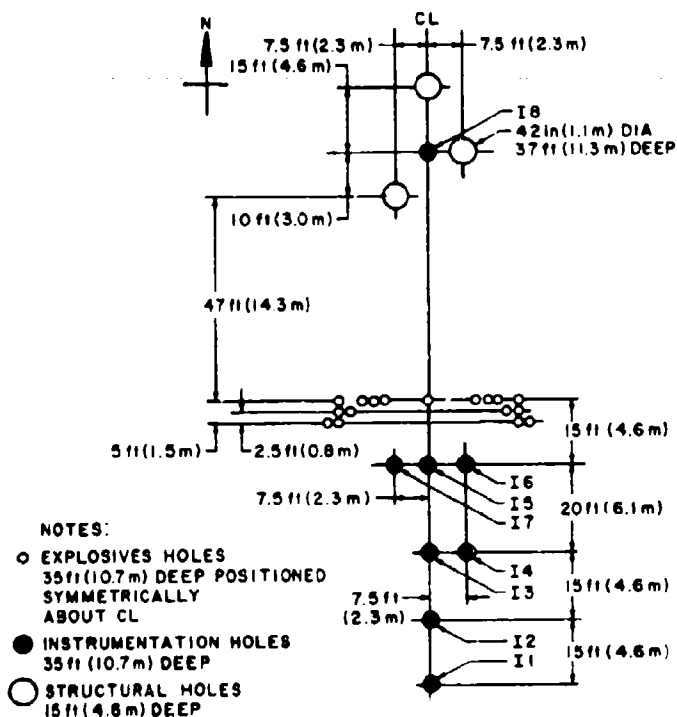 N
CL
7.5 ft (2.3 m)
7.5 ft (2.3 m)
15 ft (4.6 m)
I8
42 in (1.1 m) DIA
37 ft (11.3 m) DEEP
10 ft (3.0 m)
47 ft (14.3 m)
5 ft (1.5 m)
2.5 ft (0.8 m)
15 ft (4.6 m)
I6
I5
7.5 ft (2.3 m)
I7
20 ft (6.1 m)
NOTES:
EXPLOSIVES HOLES
35 ft (10.7 m) DEEP POSITIONED
SYMMETRICALLY
ABOUT CL
I4
7.5 ft
(2.3 m)
I3
15 ft (4.6 m)
INSTRUMENTATION HOLES
35 ft (10.7 m) DEEP
I2
15 ft (4.6 m)
I1
STRUCTURAL HOLES
15 ft (4.6 m) DEEP